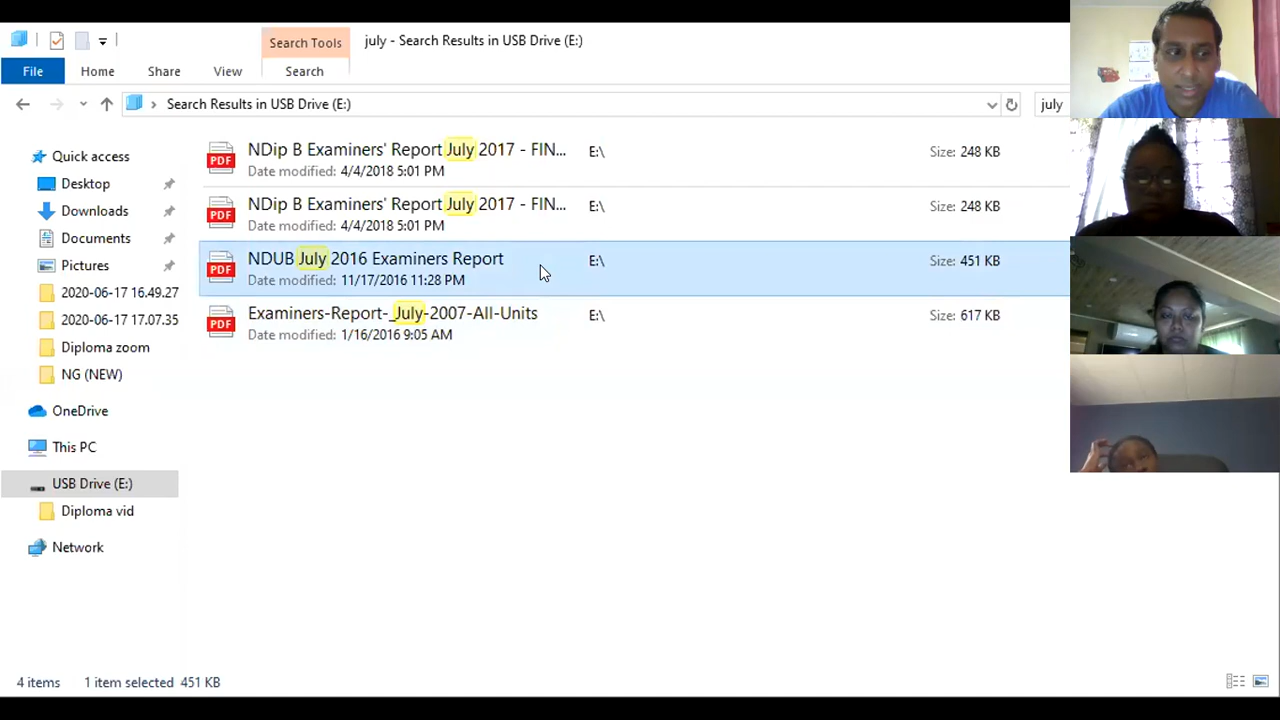 july - Search Results in USB Drive (E:)
Search Tools
File
Home
Share
View
Search
Search Results in USB Drive (E:)
july
Quick access
Desktop
Downloads
Documents
Pictures
2020-06-17 16.49.27
2020-06-17 17.07.35
Diploma zoom
NG (NEW)
OneDrive
This PC
USB Drive (E:)
Diploma vid
Network
NDip B Examiners' Report July 2017 - FIN...
E:\
Size: 248 KB
Date modified: 4/4/2018 5:01 PM
NDip B Examiners' Report July 2017 - FIN...
E:\
Size: 248 KB
Date modified: 4/4/2018 5:01 PM
NDUB July 2016 Examiners Report
E:\
Size: 451 KB
Date modified: 11/17/2016 11:28 PM
Examiners-Report-_July-2007-All-Units
E:\
Size: 617 KB
Date modified: 1/16/2016 9:05 AM
PDF
PDF
PDF
PDF
4 items
1 item selected 451 KB